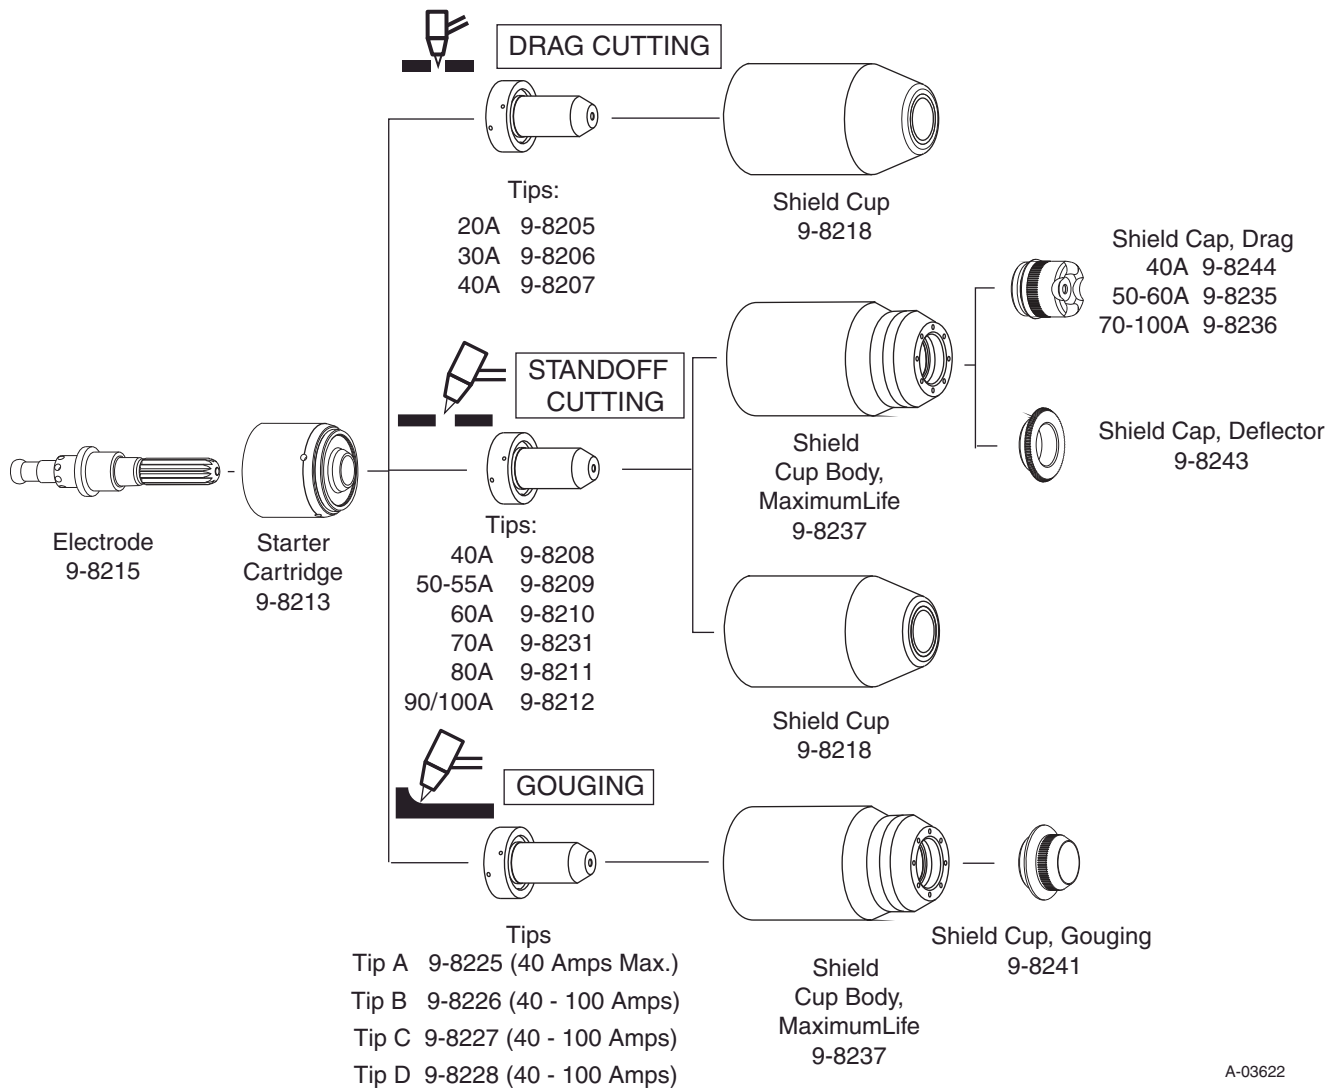 DRAG CUTTING
Tips:
20A 9-8205
30A 9-8206
40A 9-8207
Shield Cup
9-8218
Shield Cap, Drag
40A 9-8244
50-60A 9-8235
70-100A 9-8236
STANDOFF
CUTTING
Shield
Cup Body,
MaximumLife
9-8237
Shield Cap, Deflector
9-8243
Electrode
9-8215
Starter
Cartridge
9-8213
Tips:
40A 9-8208
50-55A 9-8209
60A 9-8210
70A 9-8231
80A 9-8211
90/100A 9-8212
Shield Cup
9-8218
GOUGING
Tips
Tip A 9-8225 (40 Amps Max.)
Tip B 9-8226 (40 - 100 Amps)
Tip C 9-8227 (40 - 100 Amps)
Tip D 9-8228 (40 - 100 Amps)
Shield
Cup Body,
MaximumLife
9-8237
Shield Cup, Gouging
9-8241
A-03622